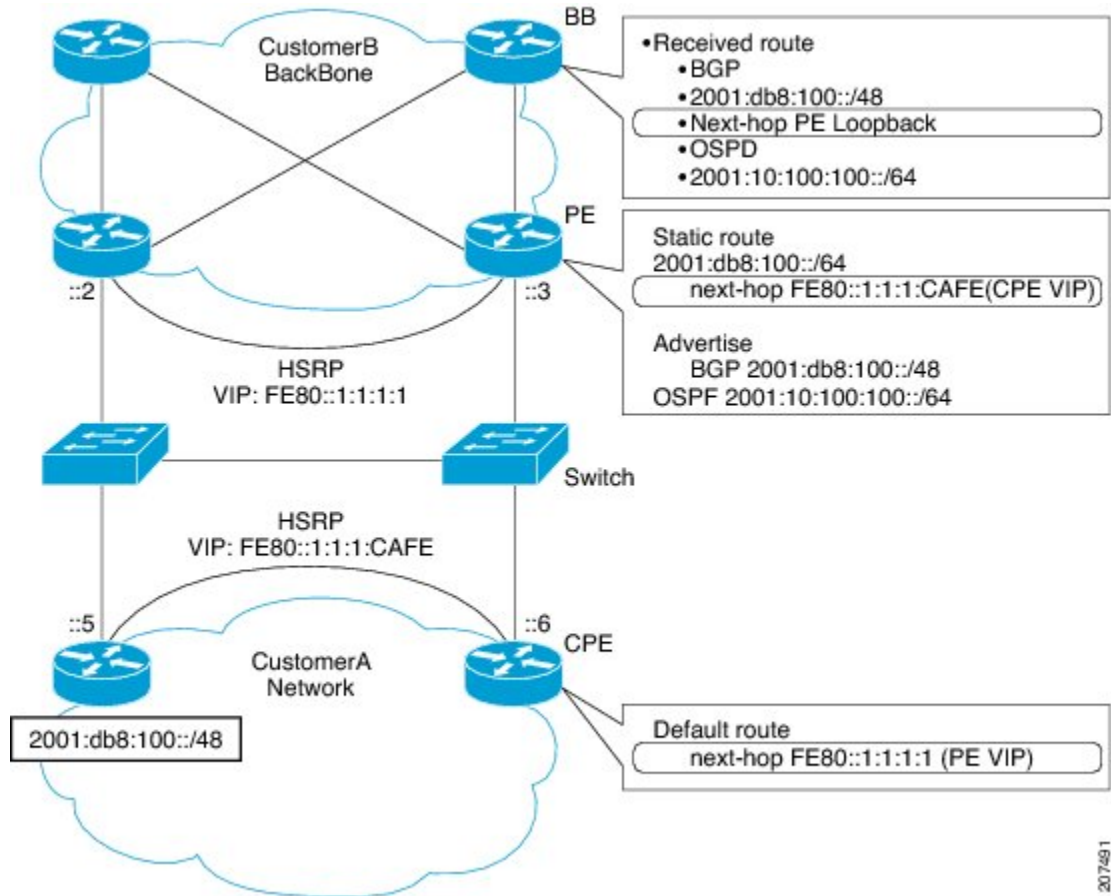 BB
CustomerB
BackBone
•Received route
•BGP
•2001:db8:100::/48
•Next-hop PE Loopback
•OSPD
•2001:10:100:100::/64
PE
Static route
2001:db8:100::/64
next-hop FE80::1:1:1:CAFE(CPE VIP)
Advertise
BGP 2001:db8:100::/48
OSPF 2001:10:100:100::/64
::2
::3
HSRP
VIP: FE80::1:1:1:1
Switch
HSRP
VIP: FE80::1:1:1:CAFE
::5
::6
CPE
CustomerA
Network
2001:db8:100::/48
Default route
next-hop FE80::1:1:1:1 (PE VIP)
207491